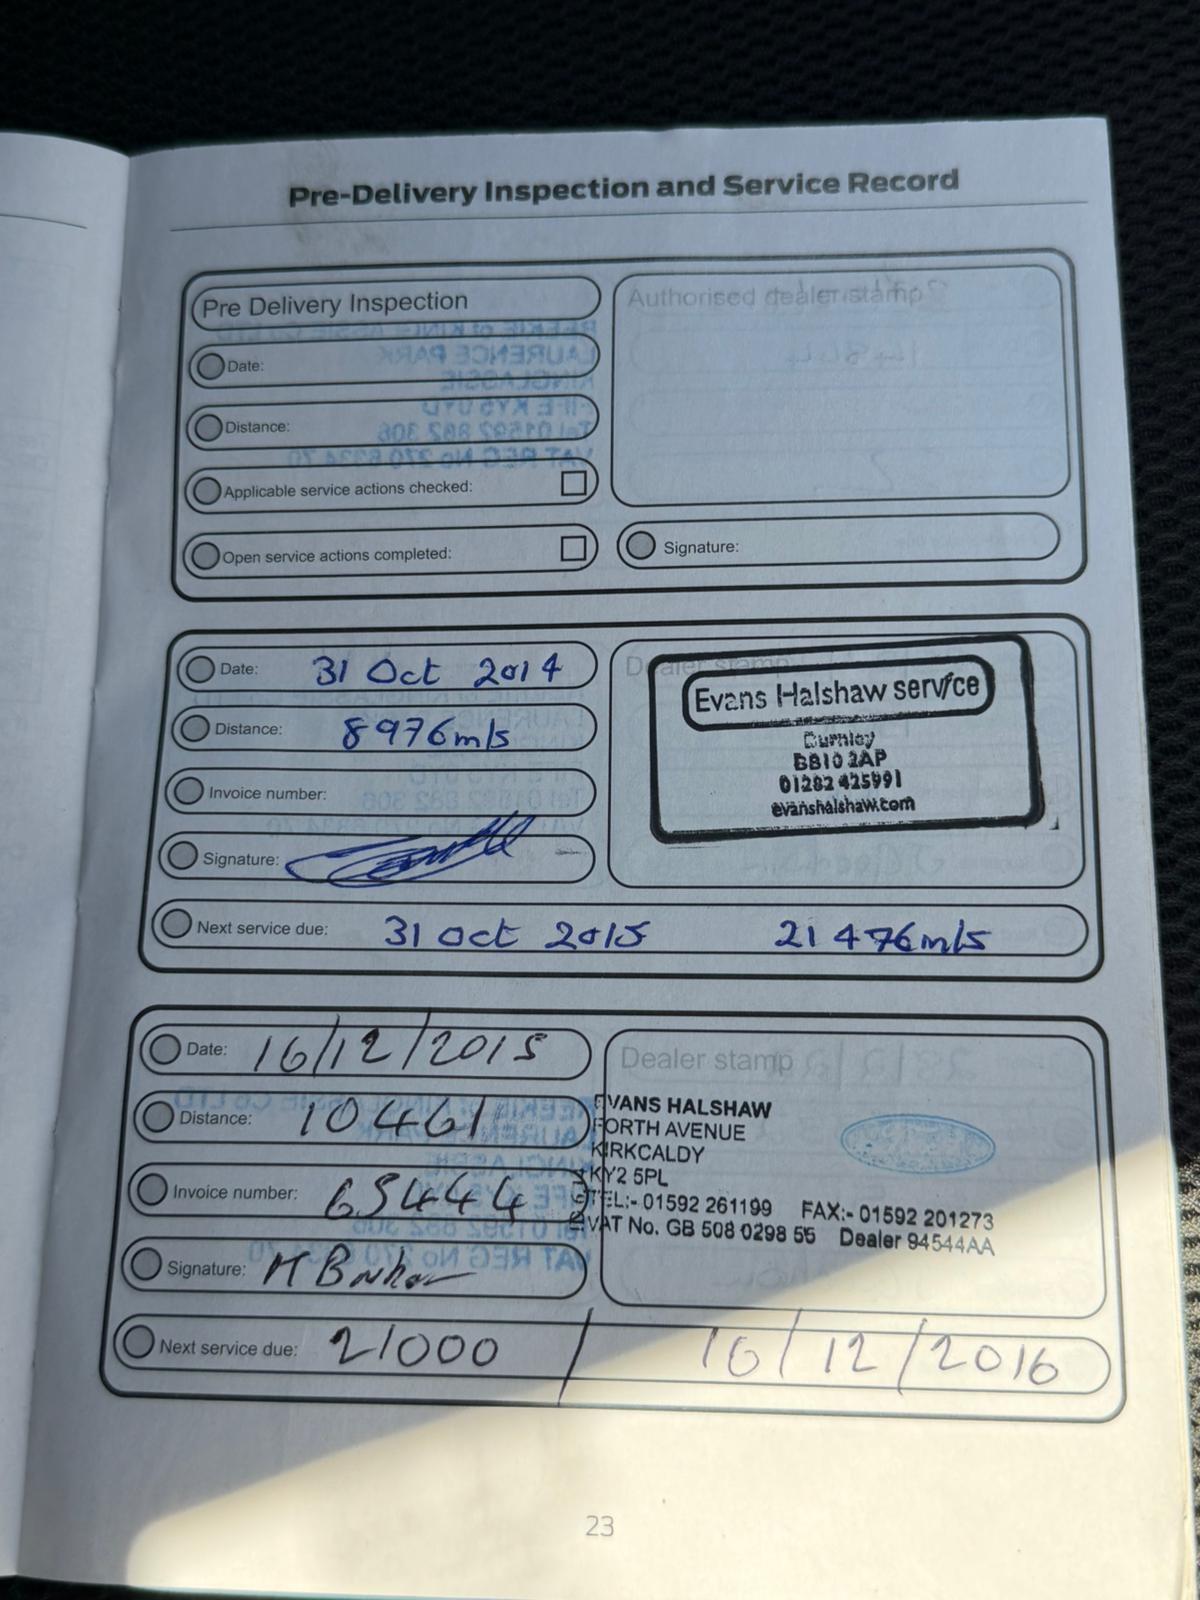 Pre-Delivery Inspection and Service Record
Pre Delivery Inspection
Authorised dealer stamp
Date:
Distance:
Applicable service actions checked:
Open service actions completed:
Signature:
Date: 31 Oct 2014
Distance: 8976 m/s
Invoice number:
Signature:
Dealer stamp
Evans Halshaw service
Burnley
BB10 2AP
01282 425991
evanshalshaw.com
Next service due: 31 Oct 2015 21 476 m/s
Date: 16/12/2015
Distance: 10461
Invoice number: 65444
Signature:
Dealer stamp
EVANS HALSHAW
FORTH AVENUE
KIRKCALDY
KY2 5PL
TEL:- 01592 261199 FAX:- 01592 201273
VAT No. GB 508 0298 55 Dealer 94544AA
Next service due: 21000 / 16/12/2016
23